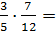 3/5 · 7/12 =